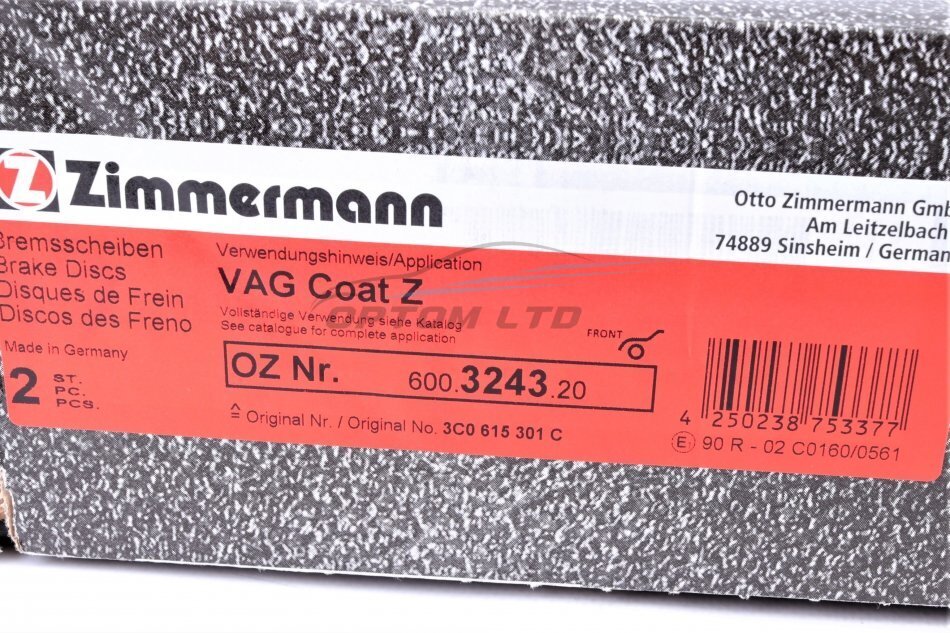 Z Zimmermann
Otto Zimmermann Gmb
Am Leitzelbach
74889 Sinsheim / German
Bremsscheiben
Brake Discs
Disques de Frein
Discos des Freno
Made in Germany
2 ST.
PC.
PCS.
Verwendungshinweis/Application
VAG Coat Z
Vollständige Verwendung siehe Katalog
See catalogue for complete application
OPTOM LTD
FRONT
OZ Nr. 600.3243.20
≙ Original Nr. / Original No. 3C0 615 301 C
4 250238 753377
E 90 R - 02 C0160/0561